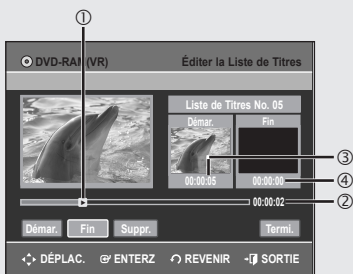 ①
DVD-RAM(VR) Éditer la Liste de Titres
Liste de Titres No. 05
Démar. Fin
③
00:00:05 00:00:00 ④
00:00:02 ②
Démar. Fin Suppr. Termi.
DÉPLAC. ENTERZ REVENIR SORTIE